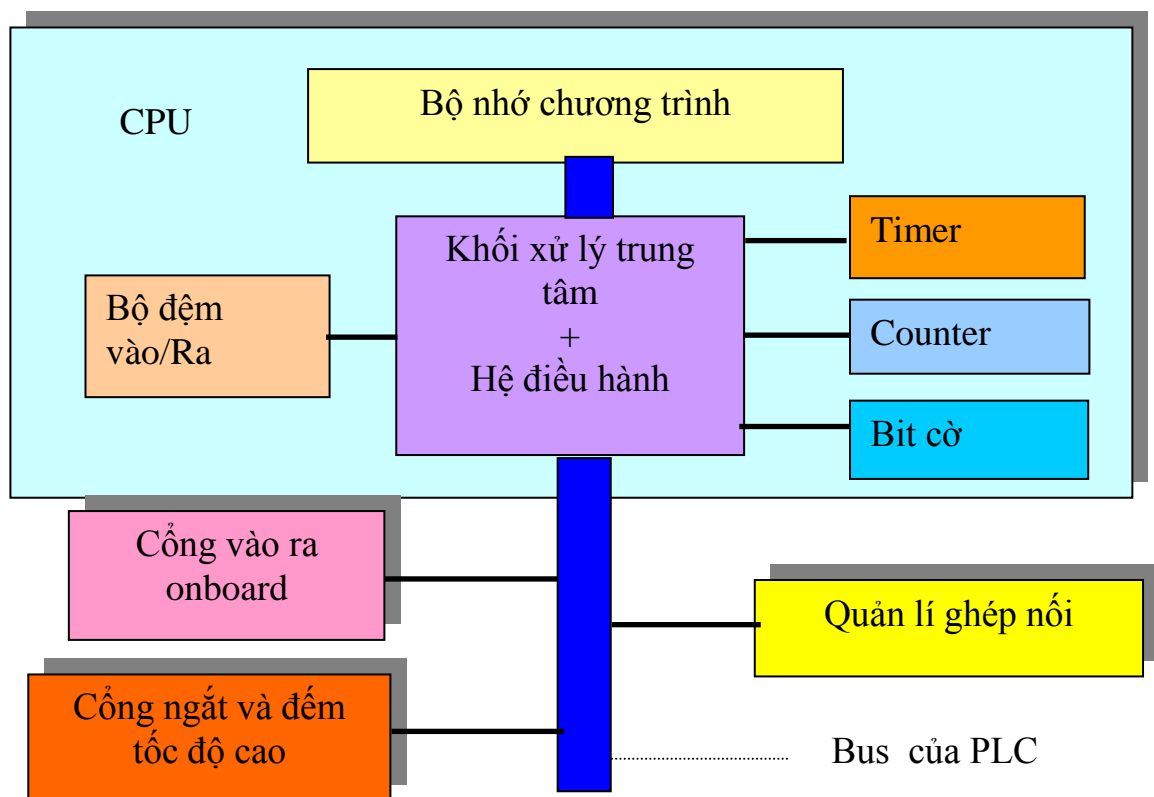 Bộ nhớ chương trình
CPU
Khối xử lý trung
tâm
+
Hệ điều hành
Timer
Bộ đệm
vào/Ra
Counter
Bit cờ
Cổng vào ra
onboard
Quản lí ghép nối
Cổng ngắt và đếm
tốc độ cao
Bus của PLC